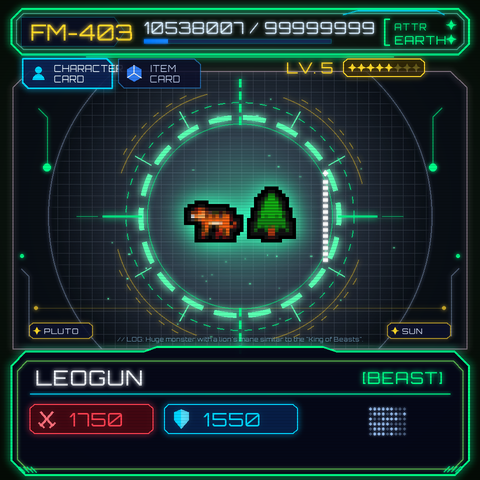 FM-403
10538007 / 99999999
ATTR
EARTH
CHARACTER
CARD
ITEM
CARD
LV.5
PLUTO
SUN
// LOG: Huge monster with a lion's mane similar to the "King of Beasts"
LEOGUN
[BEAST]
1750
1550